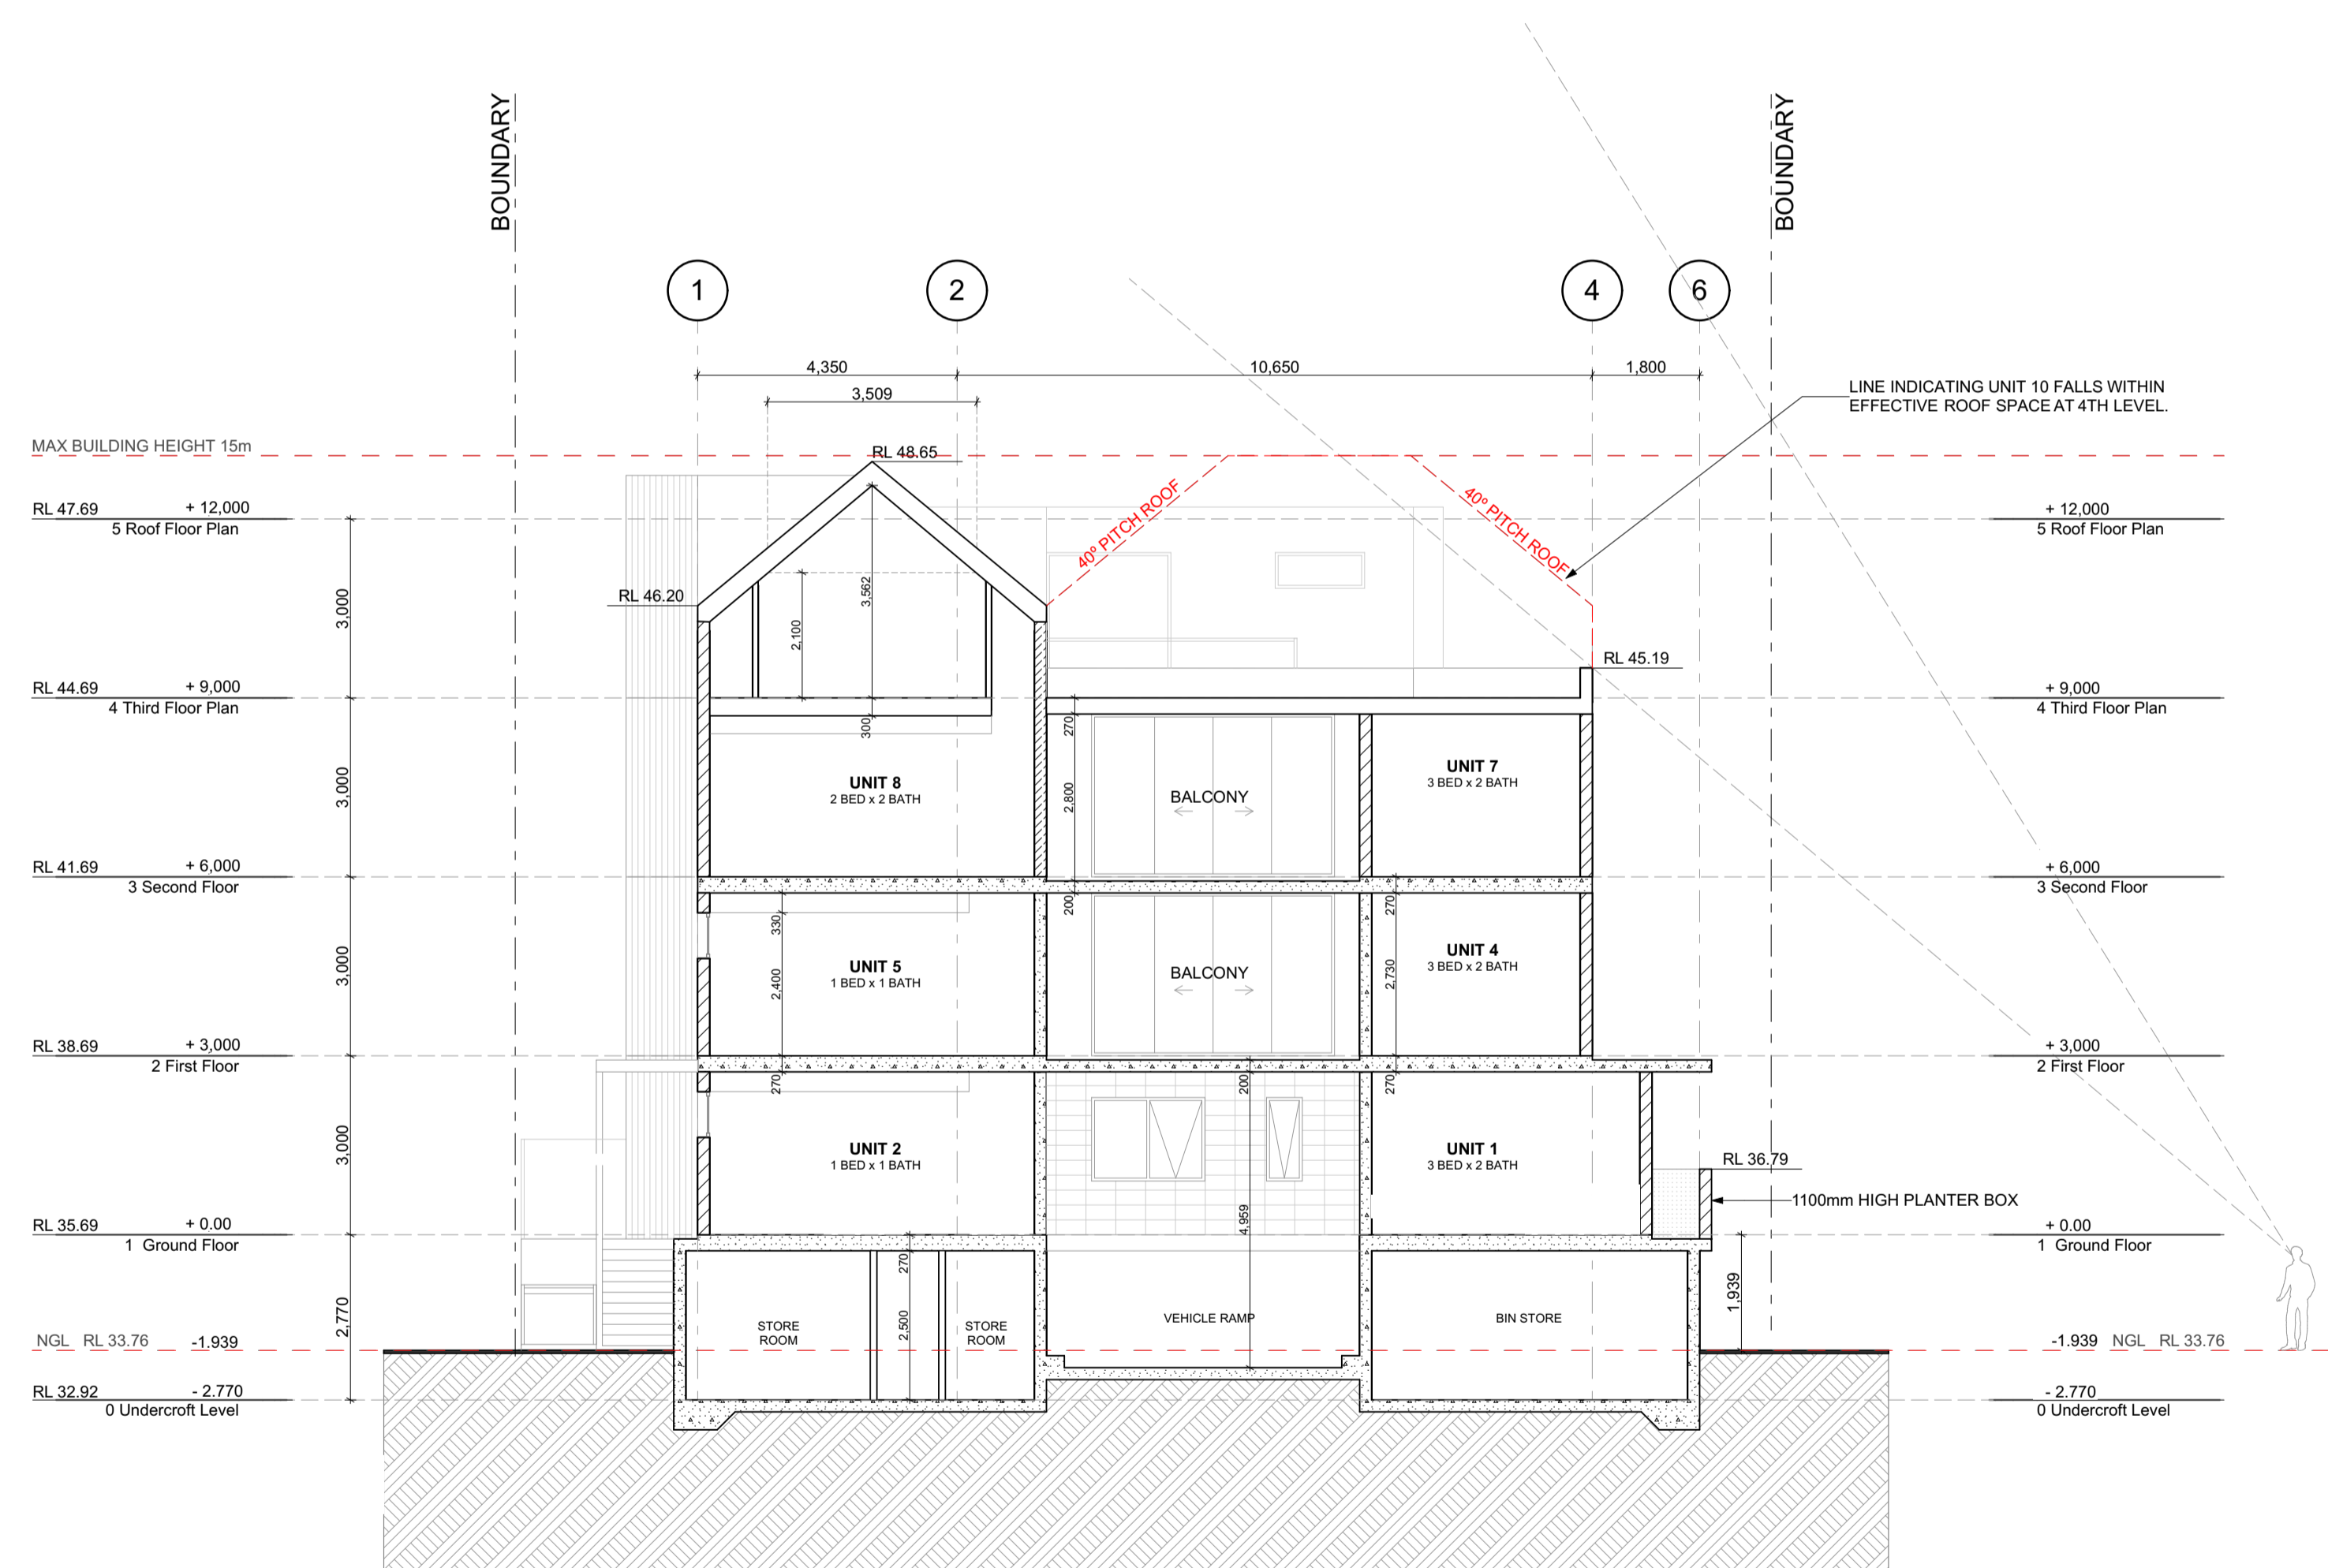 BOUNDARY
BOUNDARY
1
2
4
6
4,350
10,650
1,800
3,509
LINE INDICATING UNIT 10 FALLS WITHIN
EFFECTIVE ROOF SPACE AT 4TH LEVEL.
MAX BUILDING HEIGHT 15m
RL 48.65
40º PITCH ROOF
40º PITCH ROOF
RL 47.69 + 12,000
5 Roof Floor Plan
+ 12,000
5 Roof Floor Plan
3,000
RL 46.20
3,562
2,100
RL 45.19
RL 44.69 + 9,000
4 Third Floor Plan
+ 9,000
4 Third Floor Plan
300
270
3,000
UNIT 8
2 BED x 2 BATH
2,800
BALCONY
UNIT 7
3 BED x 2 BATH
RL 41.69 + 6,000
3 Second Floor
+ 6,000
3 Second Floor
330
200
270
3,000
2,400
UNIT 5
1 BED x 1 BATH
BALCONY
2,730
UNIT 4
3 BED x 2 BATH
RL 38.69 + 3,000
2 First Floor
+ 3,000
2 First Floor
270
200
270
3,000
UNIT 2
1 BED x 1 BATH
4,959
UNIT 1
3 BED x 2 BATH
RL 36.79
1100mm HIGH PLANTER BOX
RL 35.69 + 0.00
1 Ground Floor
+ 0.00
1 Ground Floor
270
2,770
2,500
STORE
ROOM
STORE
ROOM
VEHICLE RAMP
BIN STORE
1,939
NGL RL 33.76 -1.939
-1.939 NGL RL 33.76
RL 32.92 - 2.770
0 Undercroft Level
- 2.770
0 Undercroft Level